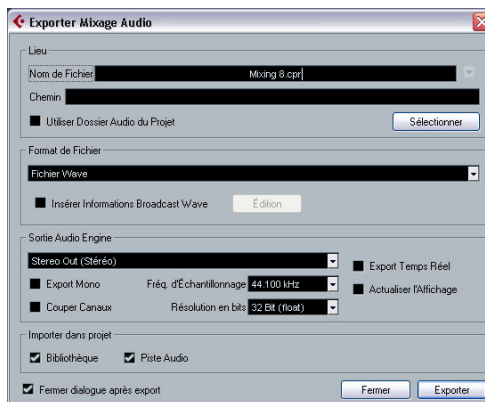 Exporter Mixage Audio
Lieu
Nom de Fichier Mixing 8.cpr
Chemin
Utiliser Dossier Audio du Projet Sélectionner
Format de Fichier
Fichier Wave
Insérer Informations Broadcast Wave Édition
Sortie Audio Engine
Stereo Out (Stéréo) Export Temps Réel
Export Mono Fréq. d'Échantillonnage 44.100 kHz Actualiser l'Affichage
Couper Canaux Résolution en bits 32 Bit (float)
Importer dans projet
Bibliothèque Piste Audio
Fermer dialogue après export Fermer Exporter